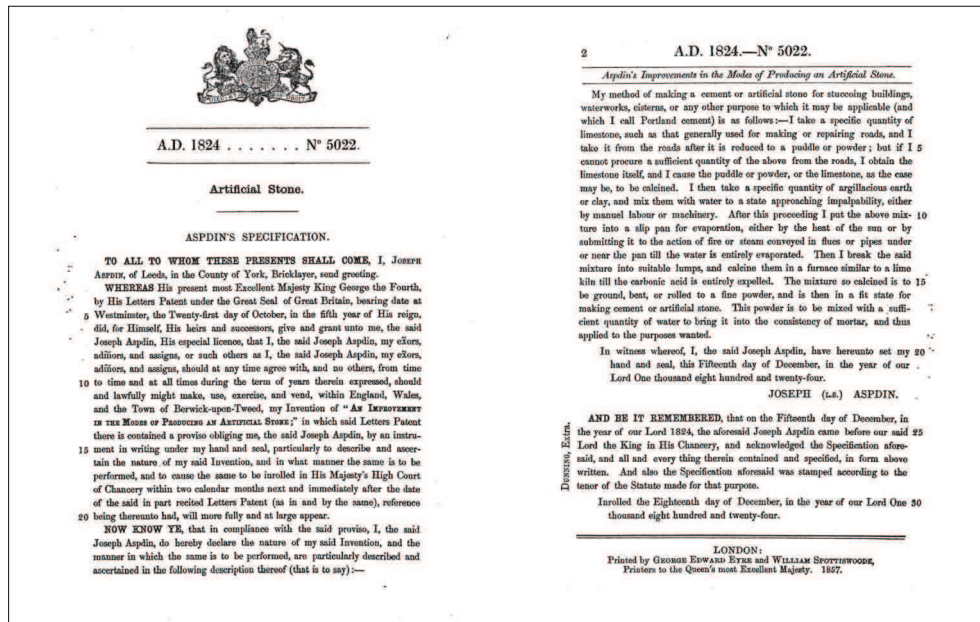 A.D. 1824 . . . . . . . Nº 5022.
Artificial Stone.
ASPDIN'S SPECIFICATION.
TO ALL TO WHOM THESE PRESENTS SHALL COME, I, JOSEPH
ASPDIN, of Leeds, in the County of York, Bricklayer, send greeting.
WHEREAS His present most Excellent Majesty King George the Fourth,
by His Letters Patent under the Great Seal of Great Britain, bearing date at
5 Westminster, the Twenty-first day of October, in the fifth year of His reign,
did, for Himself, His heirs and successors, give and grant unto me, the said
Joseph Aspdin, His especial licence, that I, the said Joseph Aspdin, my exors,
admors, and assigns, or such others as I, the said Joseph Aspdin, my exors,
admors, and assigns, should at any time agree with, and no others, from time
10 to time and at all times during the term of years therein expressed, should
and lawfully might make, use, exercise, and vend, within England, Wales,
and the Town of Berwick-upon-Tweed, my Invention of "AN IMPROVEMENT
IN THE MODES OF PRODUCING AN ARTIFICIAL STONE;" in which said Letters Patent
there is contained a proviso obliging me, the said Joseph Aspdin, by an instru-
15 ment in writing under my hand and seal, particularly to describe and ascer-
tain the nature of my said Invention, and in what manner the same is to be
performed, and to cause the same to be inrolled in His Majesty's High Court
of Chancery within two calendar months next and immediately after the date
of the said in part recited Letters Patent (as in and by the same), reference
20 being thereunto had, will more fully and at large appear.
NOW KNOW YE, that in compliance with the said proviso, I, the said
Joseph Aspdin, do hereby declare the nature of my said Invention, and the
manner in which the same is to be performed, are particularly described and
ascertained in the following description thereof (that is to say):—
2 A.D. 1824.—Nº 5022.
Aspdin's Improvements in the Modes of Producing an Artificial Stone.
My method of making a cement or artificial stone for stuccoing buildings,
waterworks, cisterns, or any other purpose to which it may be applicable (and
which I call Portland cement) is as follows:—I take a specific quantity of
limestone, such as that generally used for making or repairing roads, and I
take it from the roads after it is reduced to a puddle or powder; but if I 5
cannot procure a sufficient quantity of the above from the roads, I obtain the
limestone itself, and I cause the puddle or powder, or the limestone, as the case
may be, to be calcined. I then take a specific quantity of argillacious earth
or clay, and mix them with water to a state approaching impalpability, either
by manuel labour or machinery. After this proceeding I put the above mix- 10
ture into a slip pan for evaporation, either by the heat of the sun or by
submitting it to the action of fire or steam conveyed in flues or pipes under
or near the pan till the water is entirely evaporated. Then I break the said
mixture into suitable lumps, and calcine them in a furnace similar to a lime
kiln till the carbonic acid is entirely expelled. The mixture so calcined is to 15
be ground, beat, or rolled to a fine powder, and is then in a fit state for
making cement or artificial stone. This powder is to be mixed with a suffi-
cient quantity of water to bring it into the consistency of mortar, and thus
applied to the purposes wanted.
In witness whereof, I, the said Joseph Aspdin, have hereunto set my 20
hand and seal, this Fifteenth day of December, in the year of our
Lord One thousand eight hundred and twenty-four.
JOSEPH (L.S.) ASPDIN.
AND BE IT REMEMBERED, that on the Fifteenth day of December, in
the year of our Lord 1824, the aforesaid Joseph Aspdin came before our said 25
Lord the King in His Chancery, and acknowledged the Specification afore-
said, and all and every thing therein contained and specified, in form above
written. And also the Specification aforesaid was stamped according to the
tenor of the Statute made for that purpose.
Inrolled the Eighteenth day of December, in the year of our Lord One 30
thousand eight hundred and twenty-four.
DUNNING, Extra.
LONDON:
Printed by GEORGE EDWARD EYRE and WILLIAM SPOTTISWOODE,
Printers to the Queen's most Excellent Majesty. 1857.